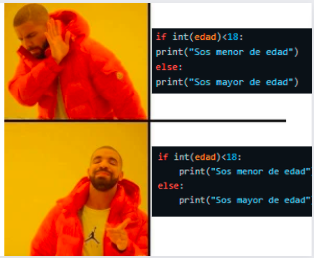 if int(edad)<18:
print("Sos menor de edad")
else:
print("Sos mayor de edad")
if int(edad)<18:
    print("Sos menor de edad"
else:
    print("Sos mayor de edad"